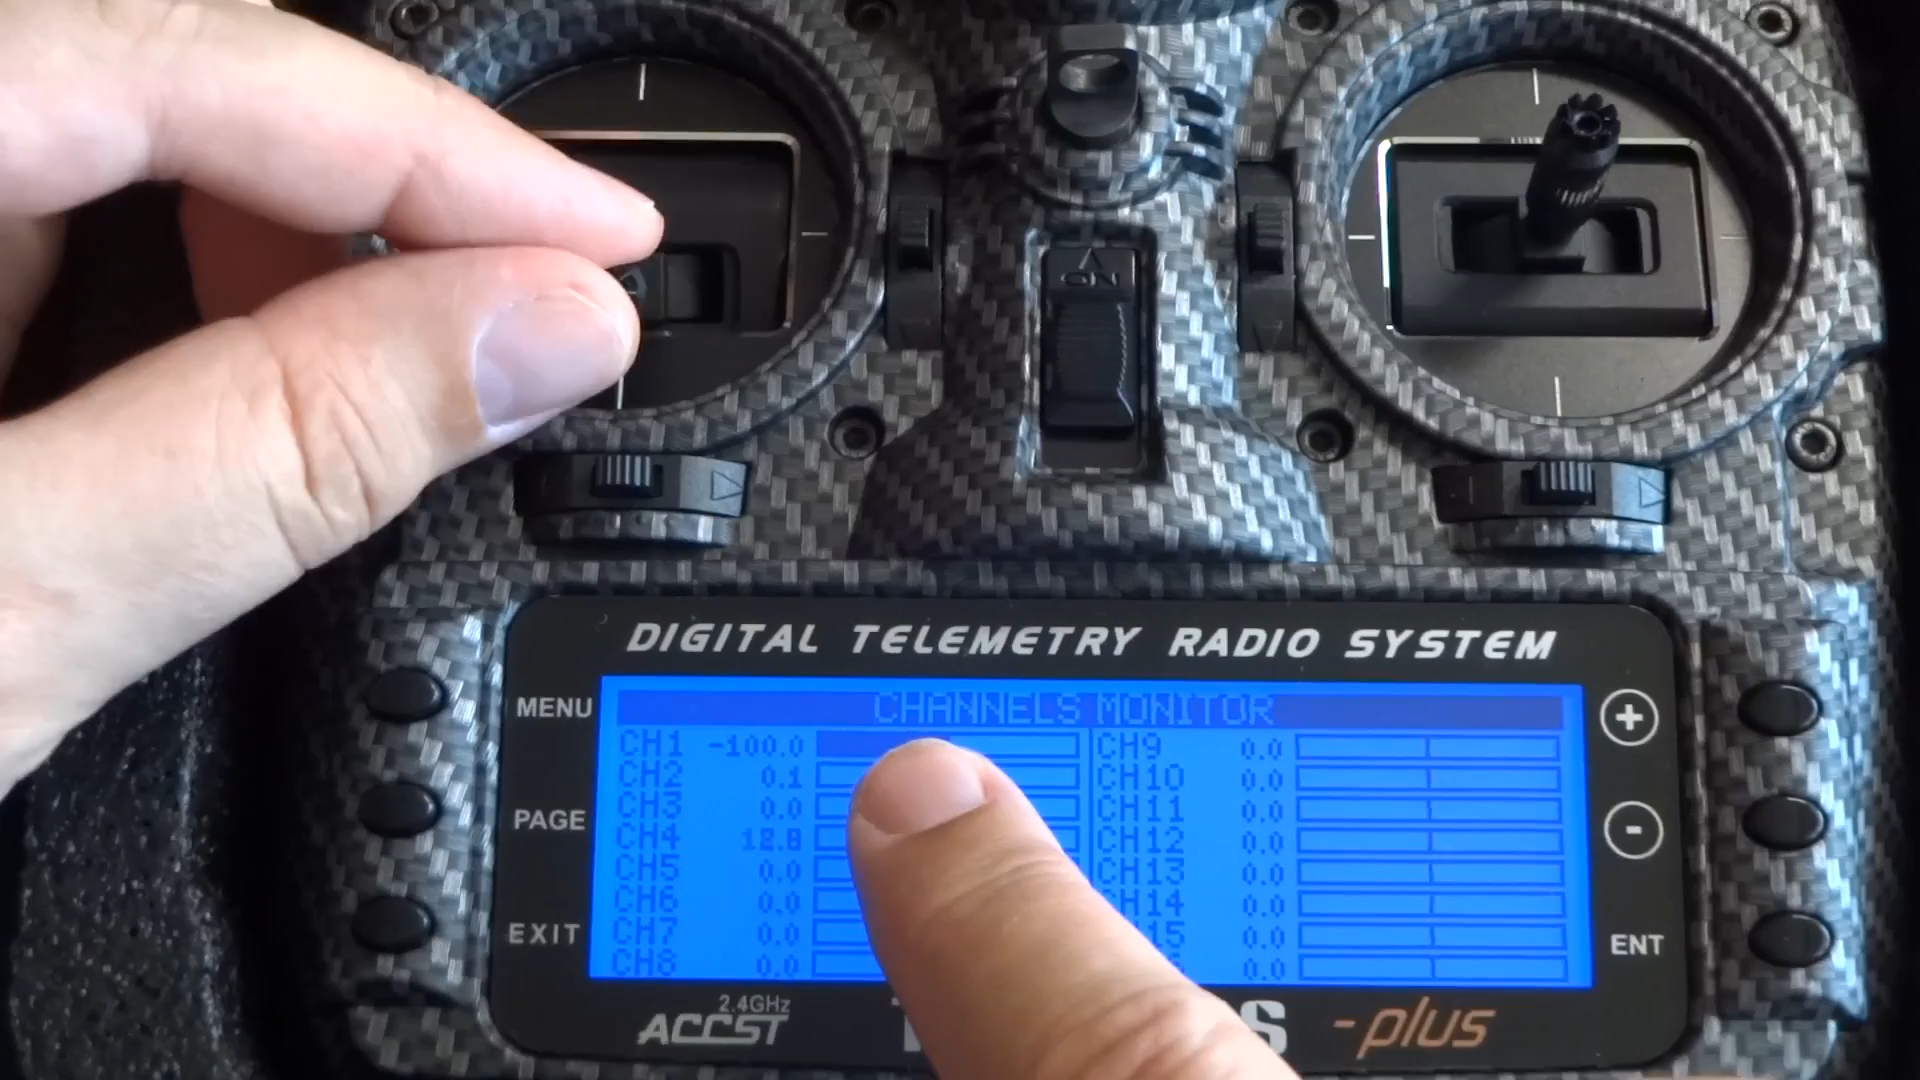 ON
DIGITAL TELEMETRY RADIO SYSTEM
MENU
PAGE
EXIT
CHANNELS MONITOR
CH1 -100.0
CH2 0.1
CH3 0.0
CH4 12.8
CH5 0.0
CH6 0.0
CH7 0.0
CH8 0.0
CH9 0.0
CH10 0.0
CH11 0.0
CH12 0.0
CH13 0.0
CH14 0.0
15 0.0
0.0
+
-
ENT
2.4GHz
ACCST
S -plus